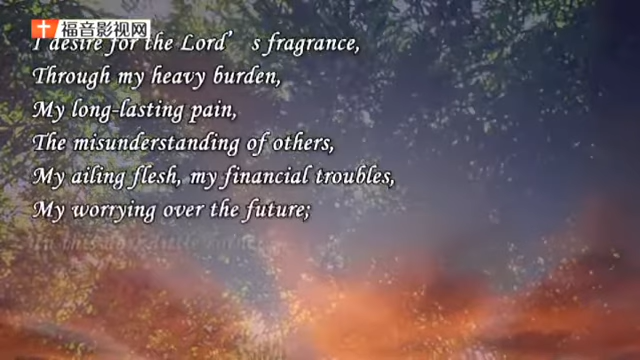 福音影视网
I desire for the Lord's fragrance,
Through my heavy burden,
My long-lasting pain,
The misunderstanding of others,
My ailing flesh, my financial troubles,
My worrying over the future;